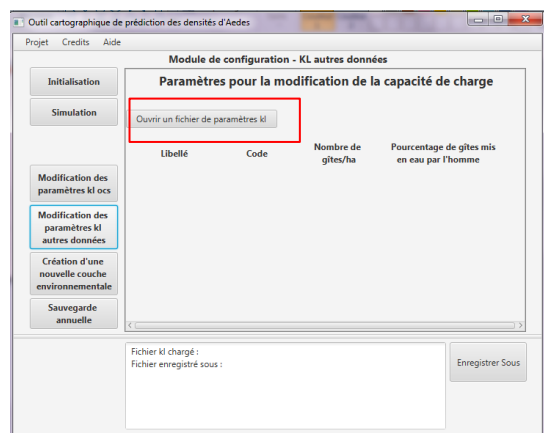 Outil cartographique de prédiction des densités d'Aedes
Projet Credits Aide
Module de configuration - KL autres données
Initialisation
Simulation
Modification des
paramètres kl ocs
Modification des
paramètres kl
autres données
Création d'une
nouvelle couche
environnementale
Sauvegarde
annuelle
Paramètres pour la modification de la capacité de charge
Ouvrir un fichier de paramètres kl
Libellé
Code
Nombre de
gîtes/ha
Pourcentage de gîtes mis
en eau par l'homme
Fichier kl chargé :
Fichier enregistré sous :
Enregistrer Sous